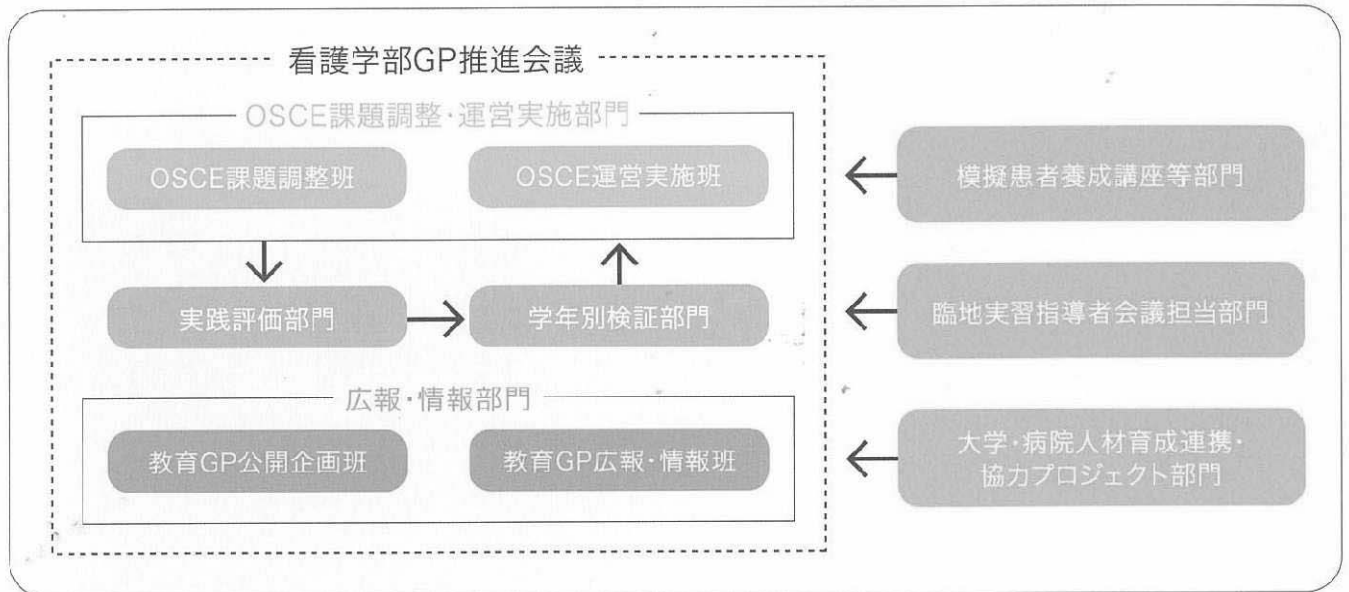 看護学部GP推進会議
OSCE課題調整・運営実施部門
OSCE課題調整班
OSCE運営実施班
実践評価部門
学年別検証部門
広報・情報部門
教育GP公開企画班
教育GP広報・情報班
模擬患者養成講座等部門
臨地実習指導者会議担当部門
大学・病院人材育成連携・
協力プロジェクト部門